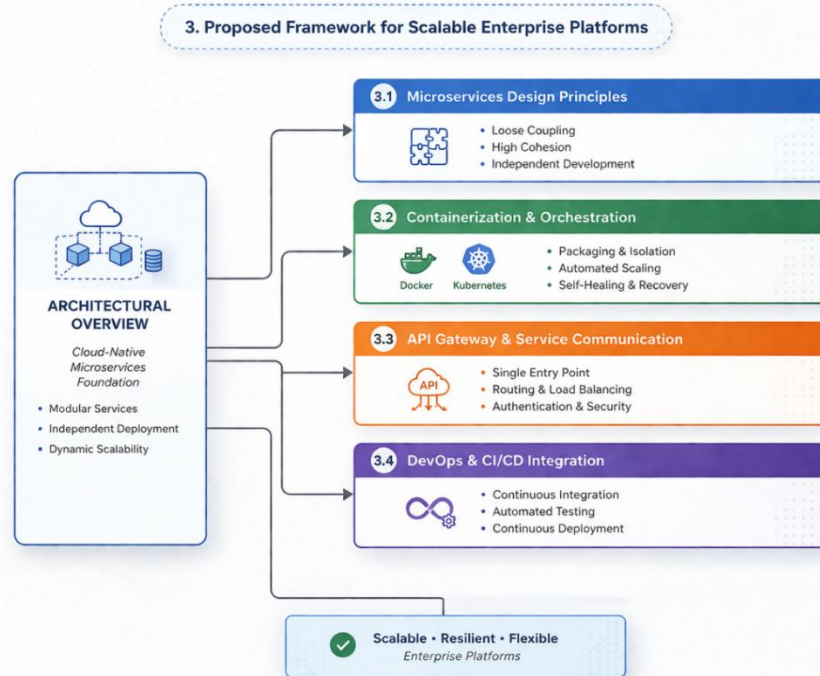 3. Proposed Framework for Scalable Enterprise Platforms
ARCHITECTURAL
OVERVIEW
Cloud-Native
Microservices
Foundation
• Modular Services
• Independent Deployment
• Dynamic Scalability
3.1 Microservices Design Principles
• Loose Coupling
• High Cohesion
• Independent Development
3.2 Containerization & Orchestration
Docker
Kubernetes
• Packaging & Isolation
• Automated Scaling
• Self-Healing & Recovery
3.3 API Gateway & Service Communication
API
• Single Entry Point
• Routing & Load Balancing
• Authentication & Security
3.4 DevOps & CI/CD Integration
• Continuous Integration
• Automated Testing
• Continuous Deployment
Scalable • Resilient • Flexible
Enterprise Platforms